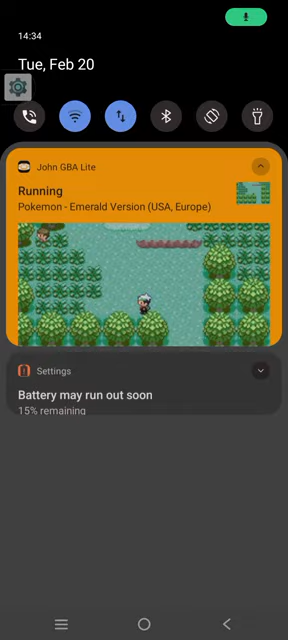 14:34
Tue, Feb 20
John GBA Lite
Running
Pokemon - Emerald Version (USA, Europe)
Settings
Battery may run out soon
15% remaining